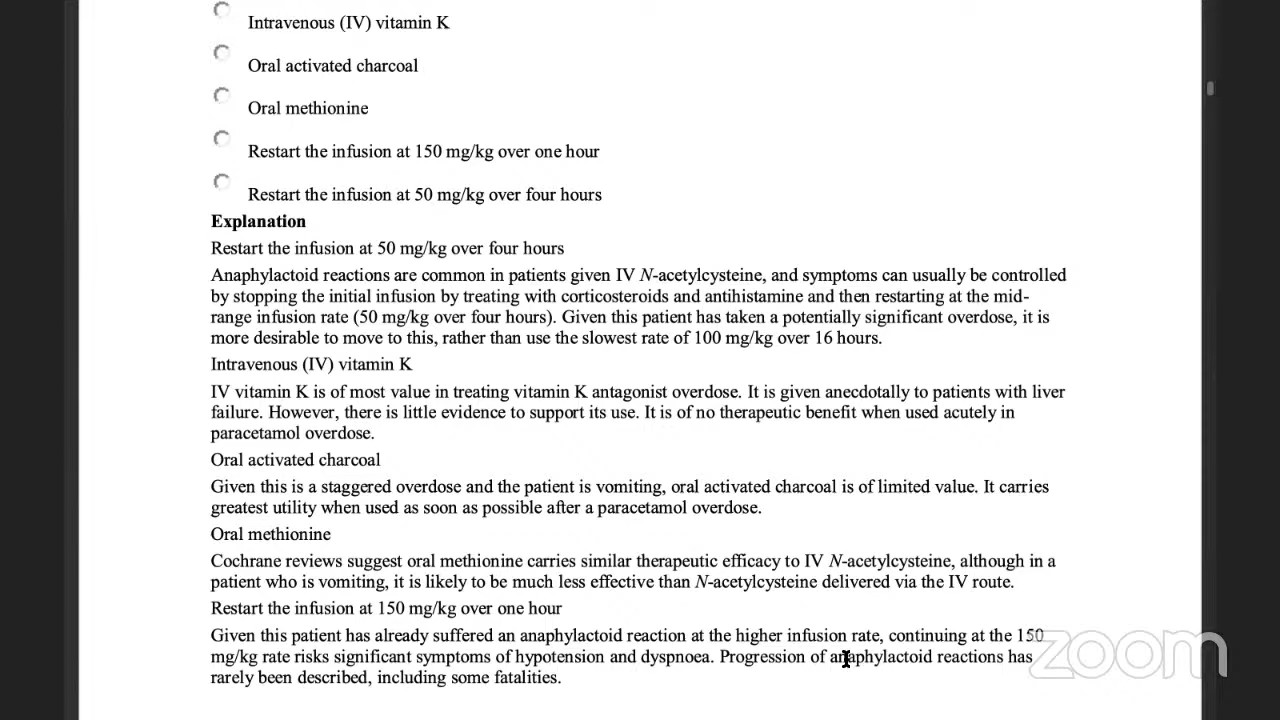 Intravenous (IV) vitamin K
Oral activated charcoal
Oral methionine
Restart the infusion at 150 mg/kg over one hour
Restart the infusion at 50 mg/kg over four hours
Explanation
Restart the infusion at 50 mg/kg over four hours
Anaphylactoid reactions are common in patients given IV N-acetylcysteine, and symptoms can usually be controlled
by stopping the initial infusion by treating with corticosteroids and antihistamine and then restarting at the mid-
range infusion rate (50 mg/kg over four hours). Given this patient has taken a potentially significant overdose, it is
more desirable to move to this, rather than use the slowest rate of 100 mg/kg over 16 hours.
Intravenous (IV) vitamin K
IV vitamin K is of most value in treating vitamin K antagonist overdose. It is given anecdotally to patients with liver
failure. However, there is little evidence to support its use. It is of no therapeutic benefit when used acutely in
paracetamol overdose.
Oral activated charcoal
Given this is a staggered overdose and the patient is vomiting, oral activated charcoal is of limited value. It carries
greatest utility when used as soon as possible after a paracetamol overdose.
Oral methionine
Cochrane reviews suggest oral methionine carries similar therapeutic efficacy to IV N-acetylcysteine, although in a
patient who is vomiting, it is likely to be much less effective than N-acetylcysteine delivered via the IV route.
Restart the infusion at 150 mg/kg over one hour
Given this patient has already suffered an anaphylactoid reaction at the higher infusion rate, continuing at the 150
mg/kg rate risks significant symptoms of hypotension and dyspnoea. Progression of anaphylactoid reactions has
rarely been described, including some fatalities.
zoom